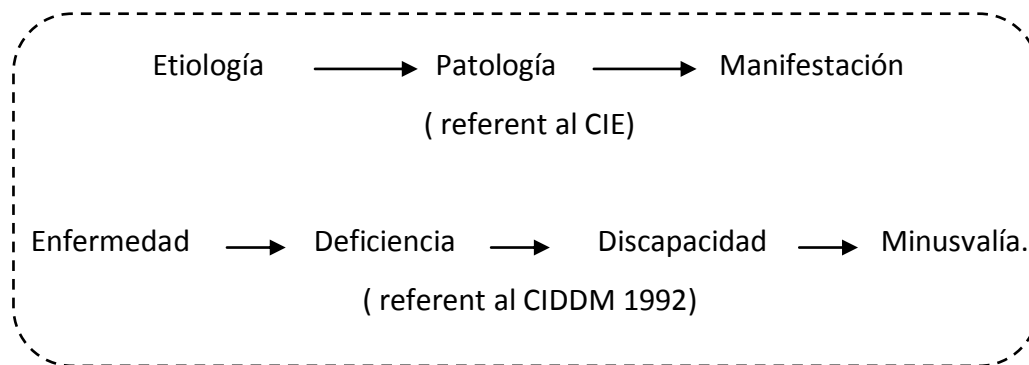 Etiología Patología Manifestación
( referent al CIE)
Enfermedad Deficiencia Discapacidad Minusvalía.
( referent al CIDDM 1992)